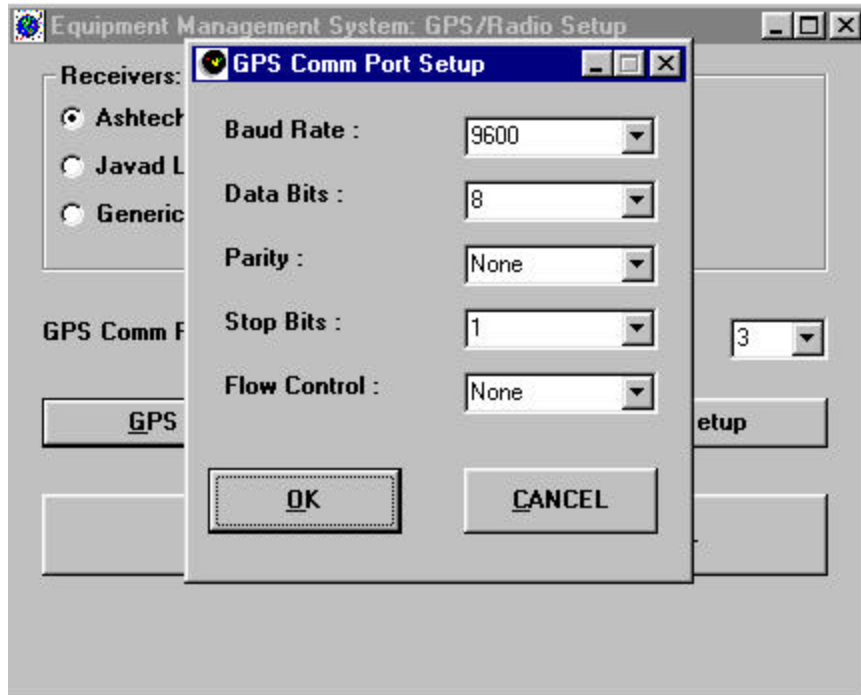 Equipment Management System: GPS/Radio Setup
GPS Comm Port Setup
Receivers:
Ashtech
Javad L
Generic
Baud Rate :
9600
Data Bits :
8
Parity :
None
Stop Bits :
1
Flow Control :
None
GPS Comm P
3
GPS
etup
OK
CANCEL